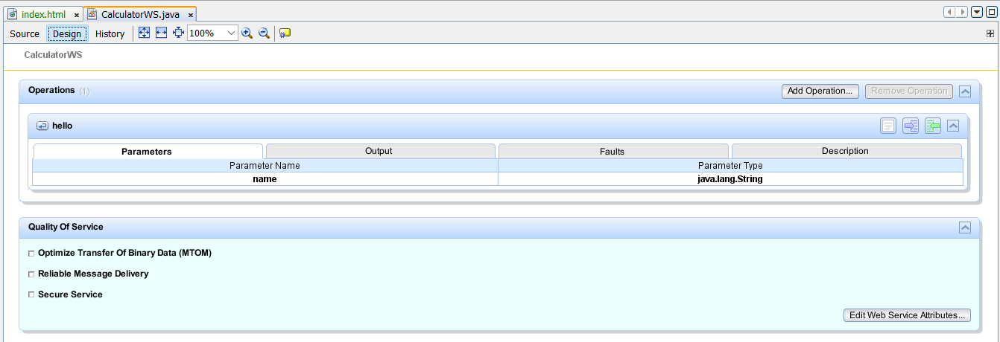 index.html CalculatorWS.java
Source Design History 100%
CalculatorWS
Operations (1) Add Operation... Remove Operation
hello
Parameters Output Faults Description
Parameter Name Parameter Type
name java.lang.String
Quality Of Service
Optimize Transfer Of Binary Data (MTOM)
Reliable Message Delivery
Secure Service
Edit Web Service Attributes...